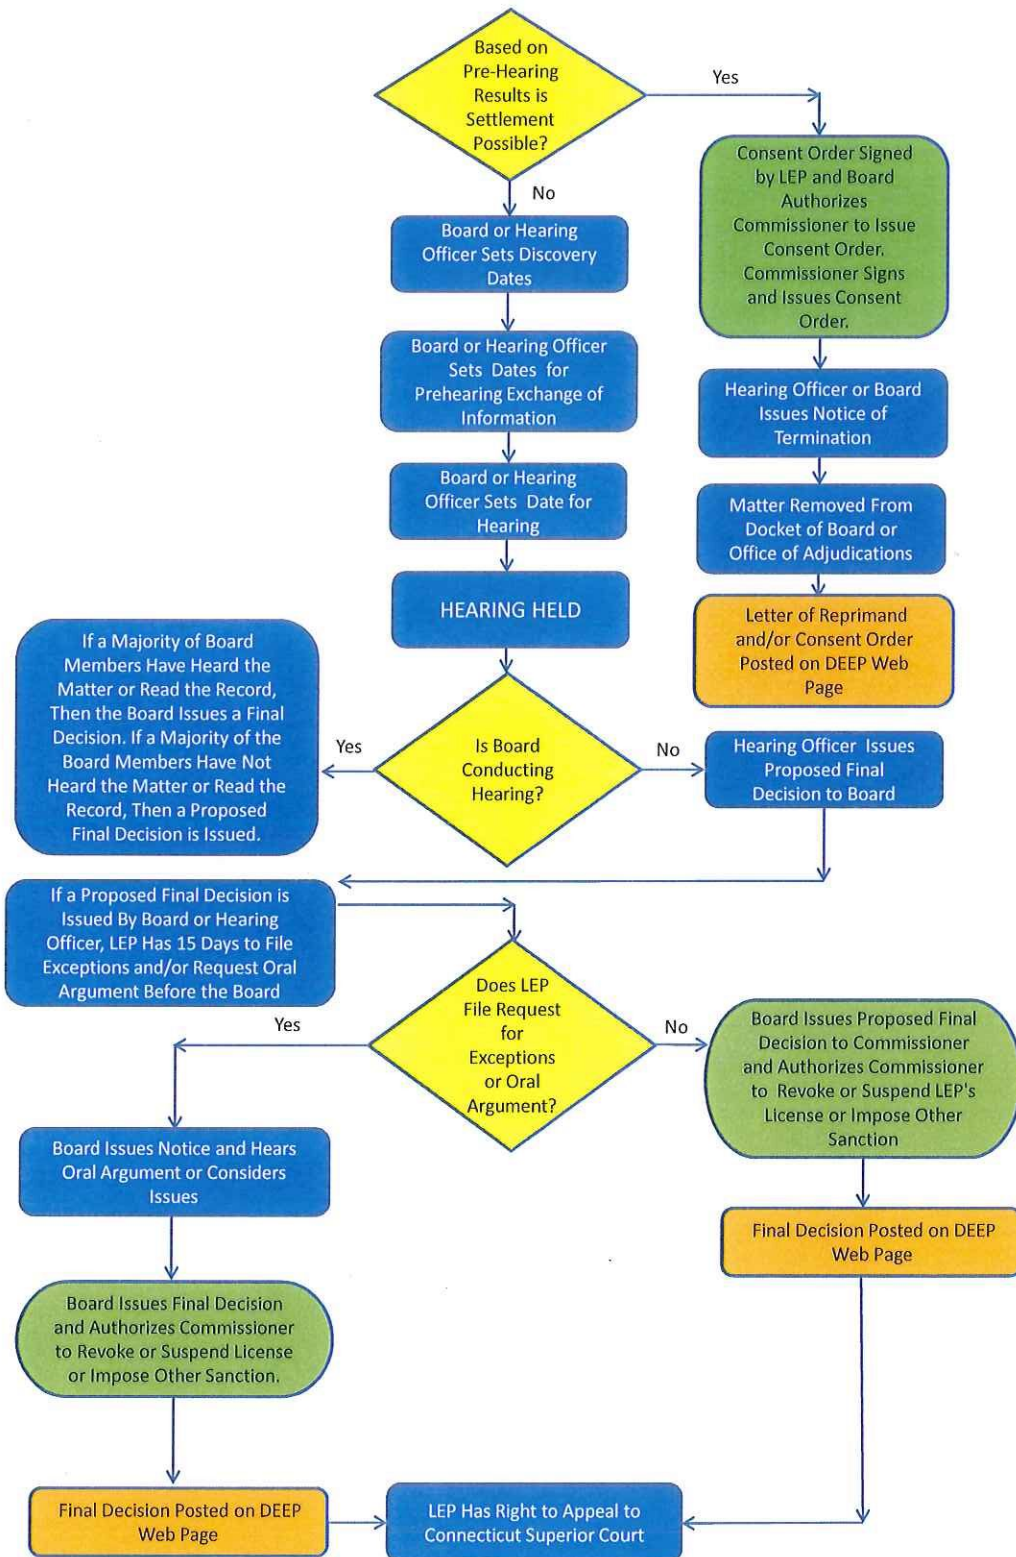 Based on
Pre-Hearing
Results is
Settlement
Possible?
Yes
No
Consent Order Signed
by LEP and Board
Authorizes
Commissioner to Issue
Consent Order.
Commissioner Signs
and Issues Consent
Order.
Board or Hearing
Officer Sets Discovery
Dates
Board or Hearing Officer
Sets Dates for
Prehearing Exchange of
Information
Hearing Officer or Board
Issues Notice of
Termination
Board or Hearing
Officer Sets Date for
Hearing
Matter Removed From
Docket of Board or
Office of Adjudications
HEARING HELD
Letter of Reprimand
and/or Consent Order
Posted on DEEP Web
Page
If a Majority of Board
Members Have Heard the
Matter or Read the Record,
Then the Board Issues a Final
Decision. If a Majority of the
Board Members Have Not
Heard the Matter or Read the
Record, Then a Proposed
Final Decision is Issued.
Yes
Is Board
Conducting
Hearing?
No
Hearing Officer Issues
Proposed Final
Decision to Board
If a Proposed Final Decision is
Issued By Board or Hearing
Officer, LEP Has 15 Days to File
Exceptions and/or Request Oral
Argument Before the Board
Does LEP
File Request
for
Exceptions
or Oral
Argument?
Yes
No
Board Issues Proposed Final
Decision to Commissioner
and Authorizes Commissioner
to Revoke or Suspend LEP's
License or Impose Other
Sanction
Board Issues Notice and Hears
Oral Argument or Considers
Issues
Final Decision Posted on DEEP
Web Page
Board Issues Final Decision
and Authorizes Commissioner
to Revoke or Suspend License
or Impose Other Sanction.
Final Decision Posted on DEEP
Web Page
LEP Has Right to Appeal to
Connecticut Superior Court